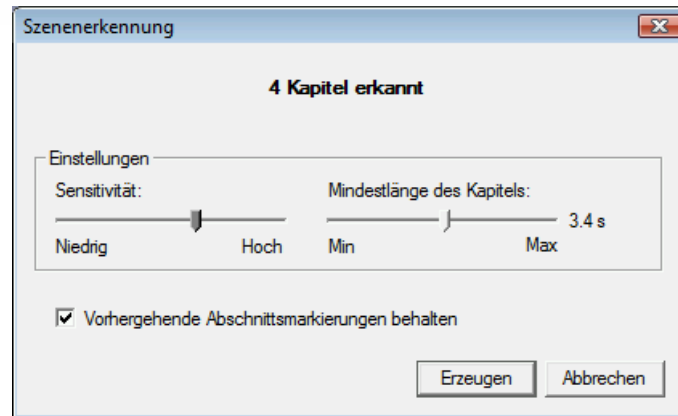 Szenenerkennung
4 Kapitel erkannt
Einstellungen
Sensitivität:
Mindestlänge des Kapitels:
3.4 s
Niedrig
Hoch
Min
Max
Vorhergehende Abschnittsmarkierungen behalten
Erzeugen
Abbrechen